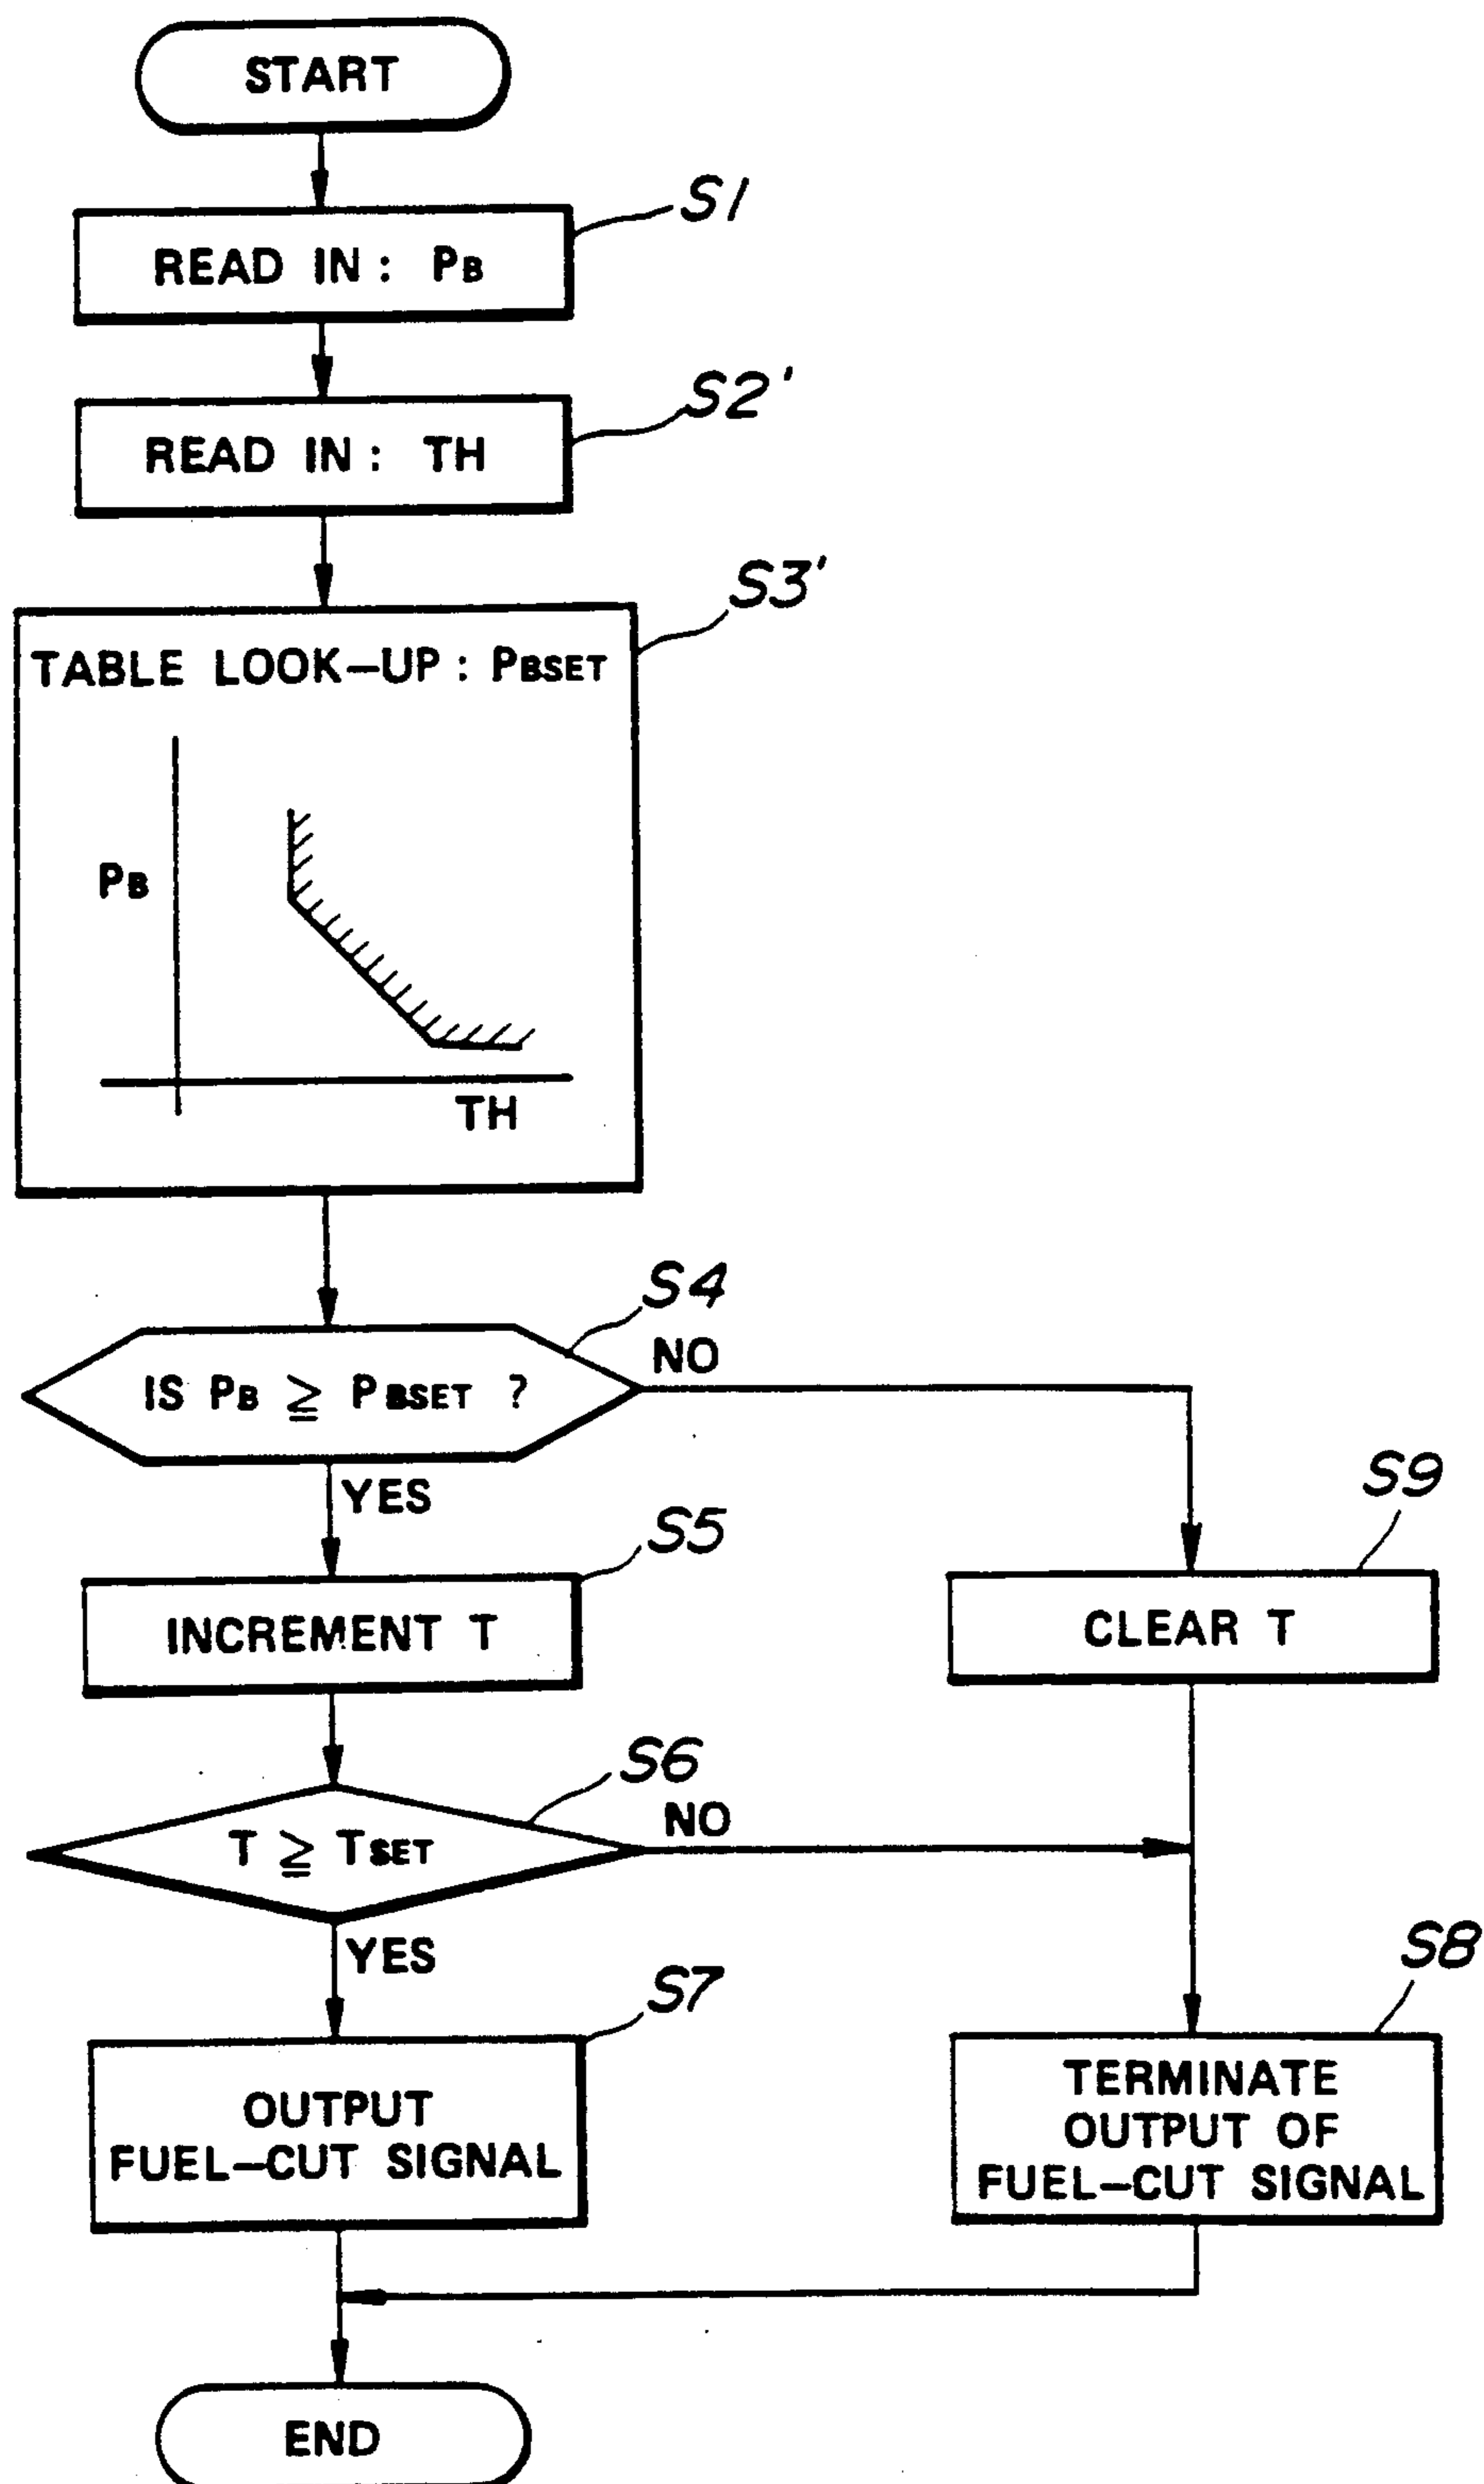 START
S1
READ IN : PB
S2'
READ IN : TH
S3'
TABLE LOOK-UP : PBSET
PB
TH
S4
IS PB ≧ PBSET ?
NO
YES
S5
INCREMENT T
S9
CLEAR T
S6
T ≧ TSET
NO
YES
S7
OUTPUT
FUEL-CUT SIGNAL
S8
TERMINATE
OUTPUT OF
FUEL-CUT SIGNAL
END